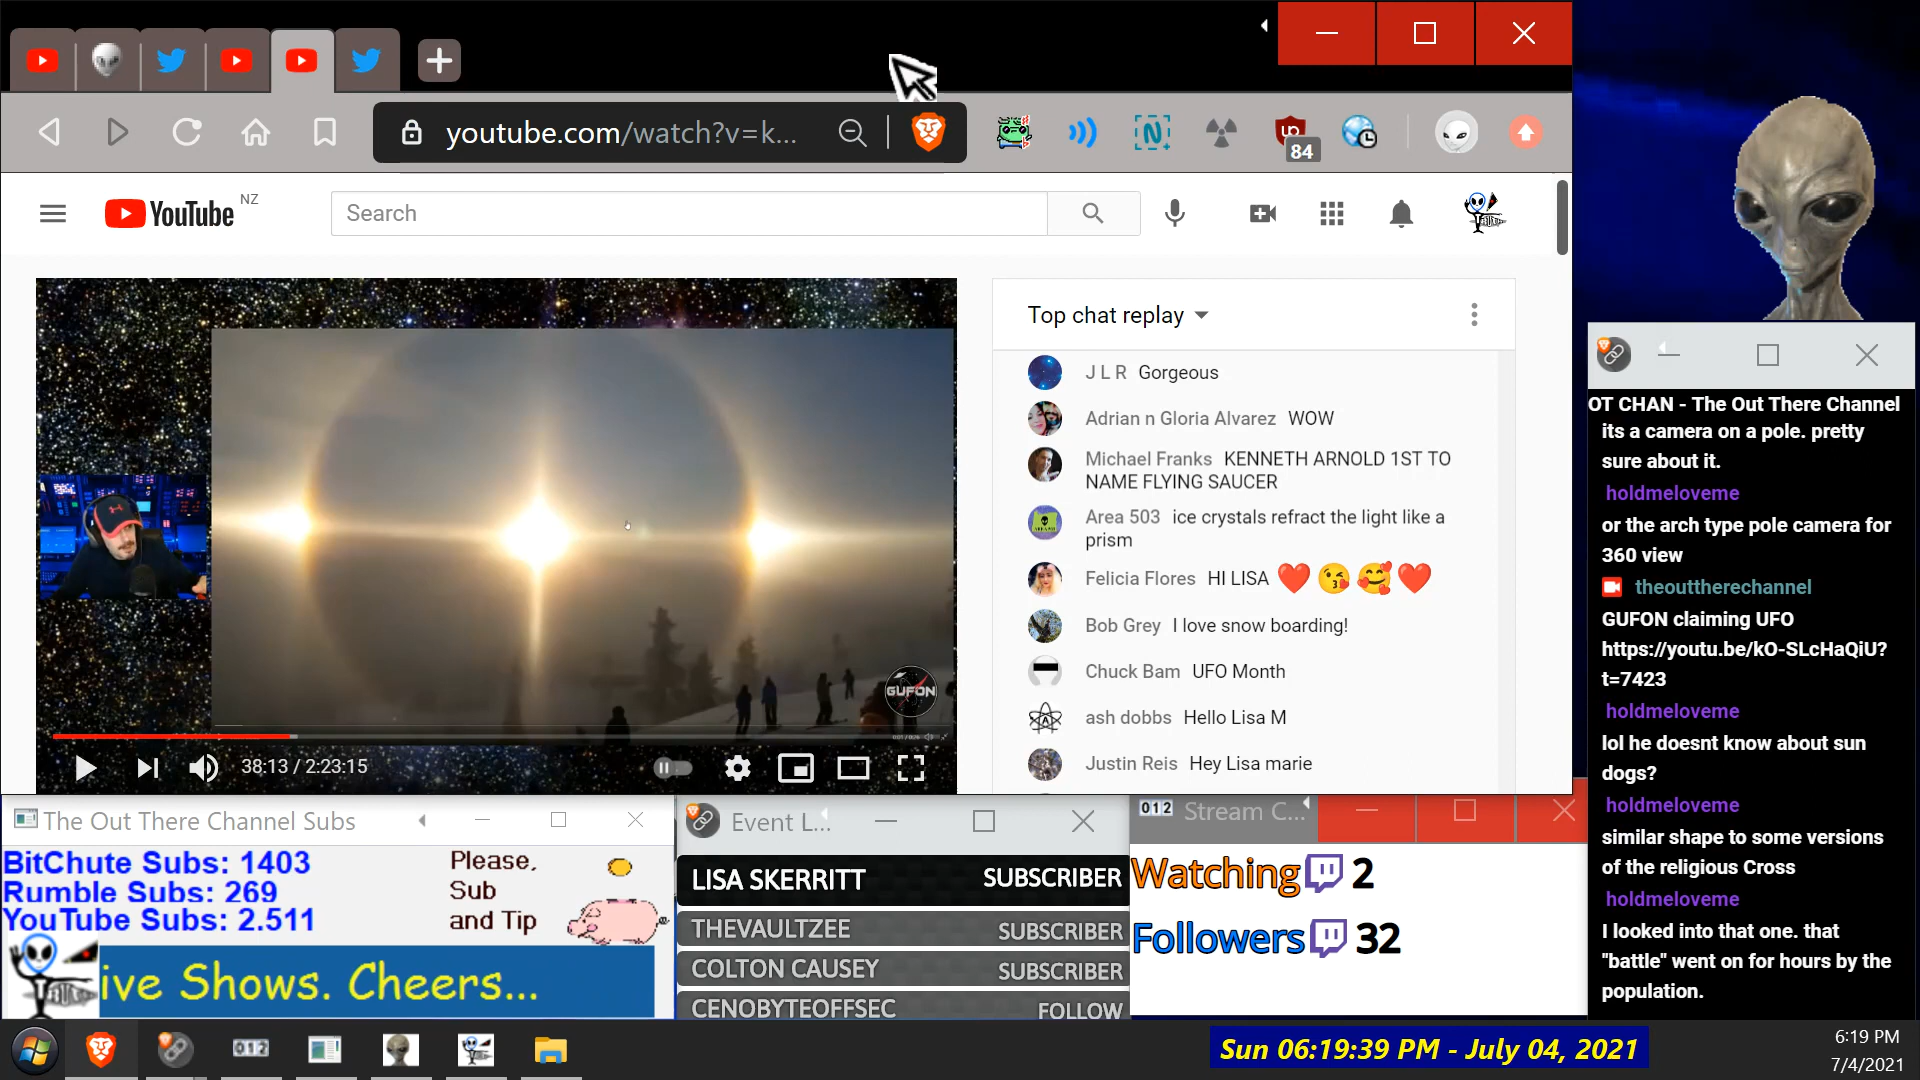 youtube.com/watch?v=k...
84
YouTube NZ
Search
Top chat replay
J L R Gorgeous
Adrian n Gloria Alvarez WOW
Michael Franks KENNETH ARNOLD 1ST TO
NAME FLYING SAUCER
Area 503 ice crystals refract the light like a
prism
Felicia Flores HI LISA
Bob Grey I love snow boarding!
Chuck Bam UFO Month
ash dobbs Hello Lisa M
Justin Reis Hey Lisa marie
GUFON
38:13 / 2:23:15
OT CHAN - The Out There Channel
its a camera on a pole. pretty
sure about it.
holdmeloveme
or the arch type pole camera for
360 view
theouttherechannel
GUFON claiming UFO
https://youtu.be/kO-SLcHaQiU?
t=7423
holdmeloveme
lol he doesnt know about sun
dogs?
holdmeloveme
similar shape to some versions
of the religious Cross
holdmeloveme
I looked into that one. that
"battle" went on for hours by the
population.
The Out There Channel Subs
BitChute Subs: 1403
Rumble Subs: 269
YouTube Subs: 2.511
Please,
Sub
and Tip
ive Shows. Cheers...
Event L...
LISA SKERRITT SUBSCRIBER
THEVAULTZEE SUBSCRIBER
COLTON CAUSEY SUBSCRIBER
CENOBYTEOFFSEC FOLLOW
012 Stream C...
Watching 2
Followers 32
012
Sun 06:19:39 PM - July 04, 2021
6:19 PM
7/4/2021